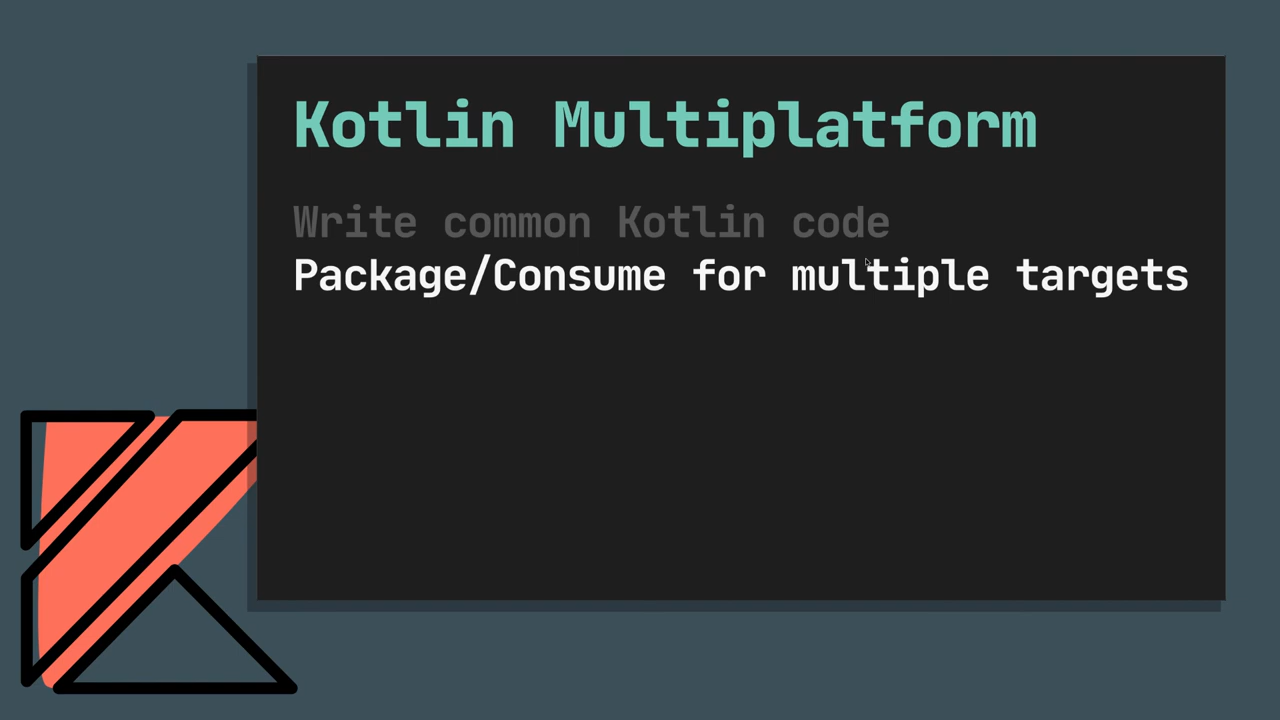 Kotlin Multiplatform
Write common Kotlin code
Package/Consume for multiple targets